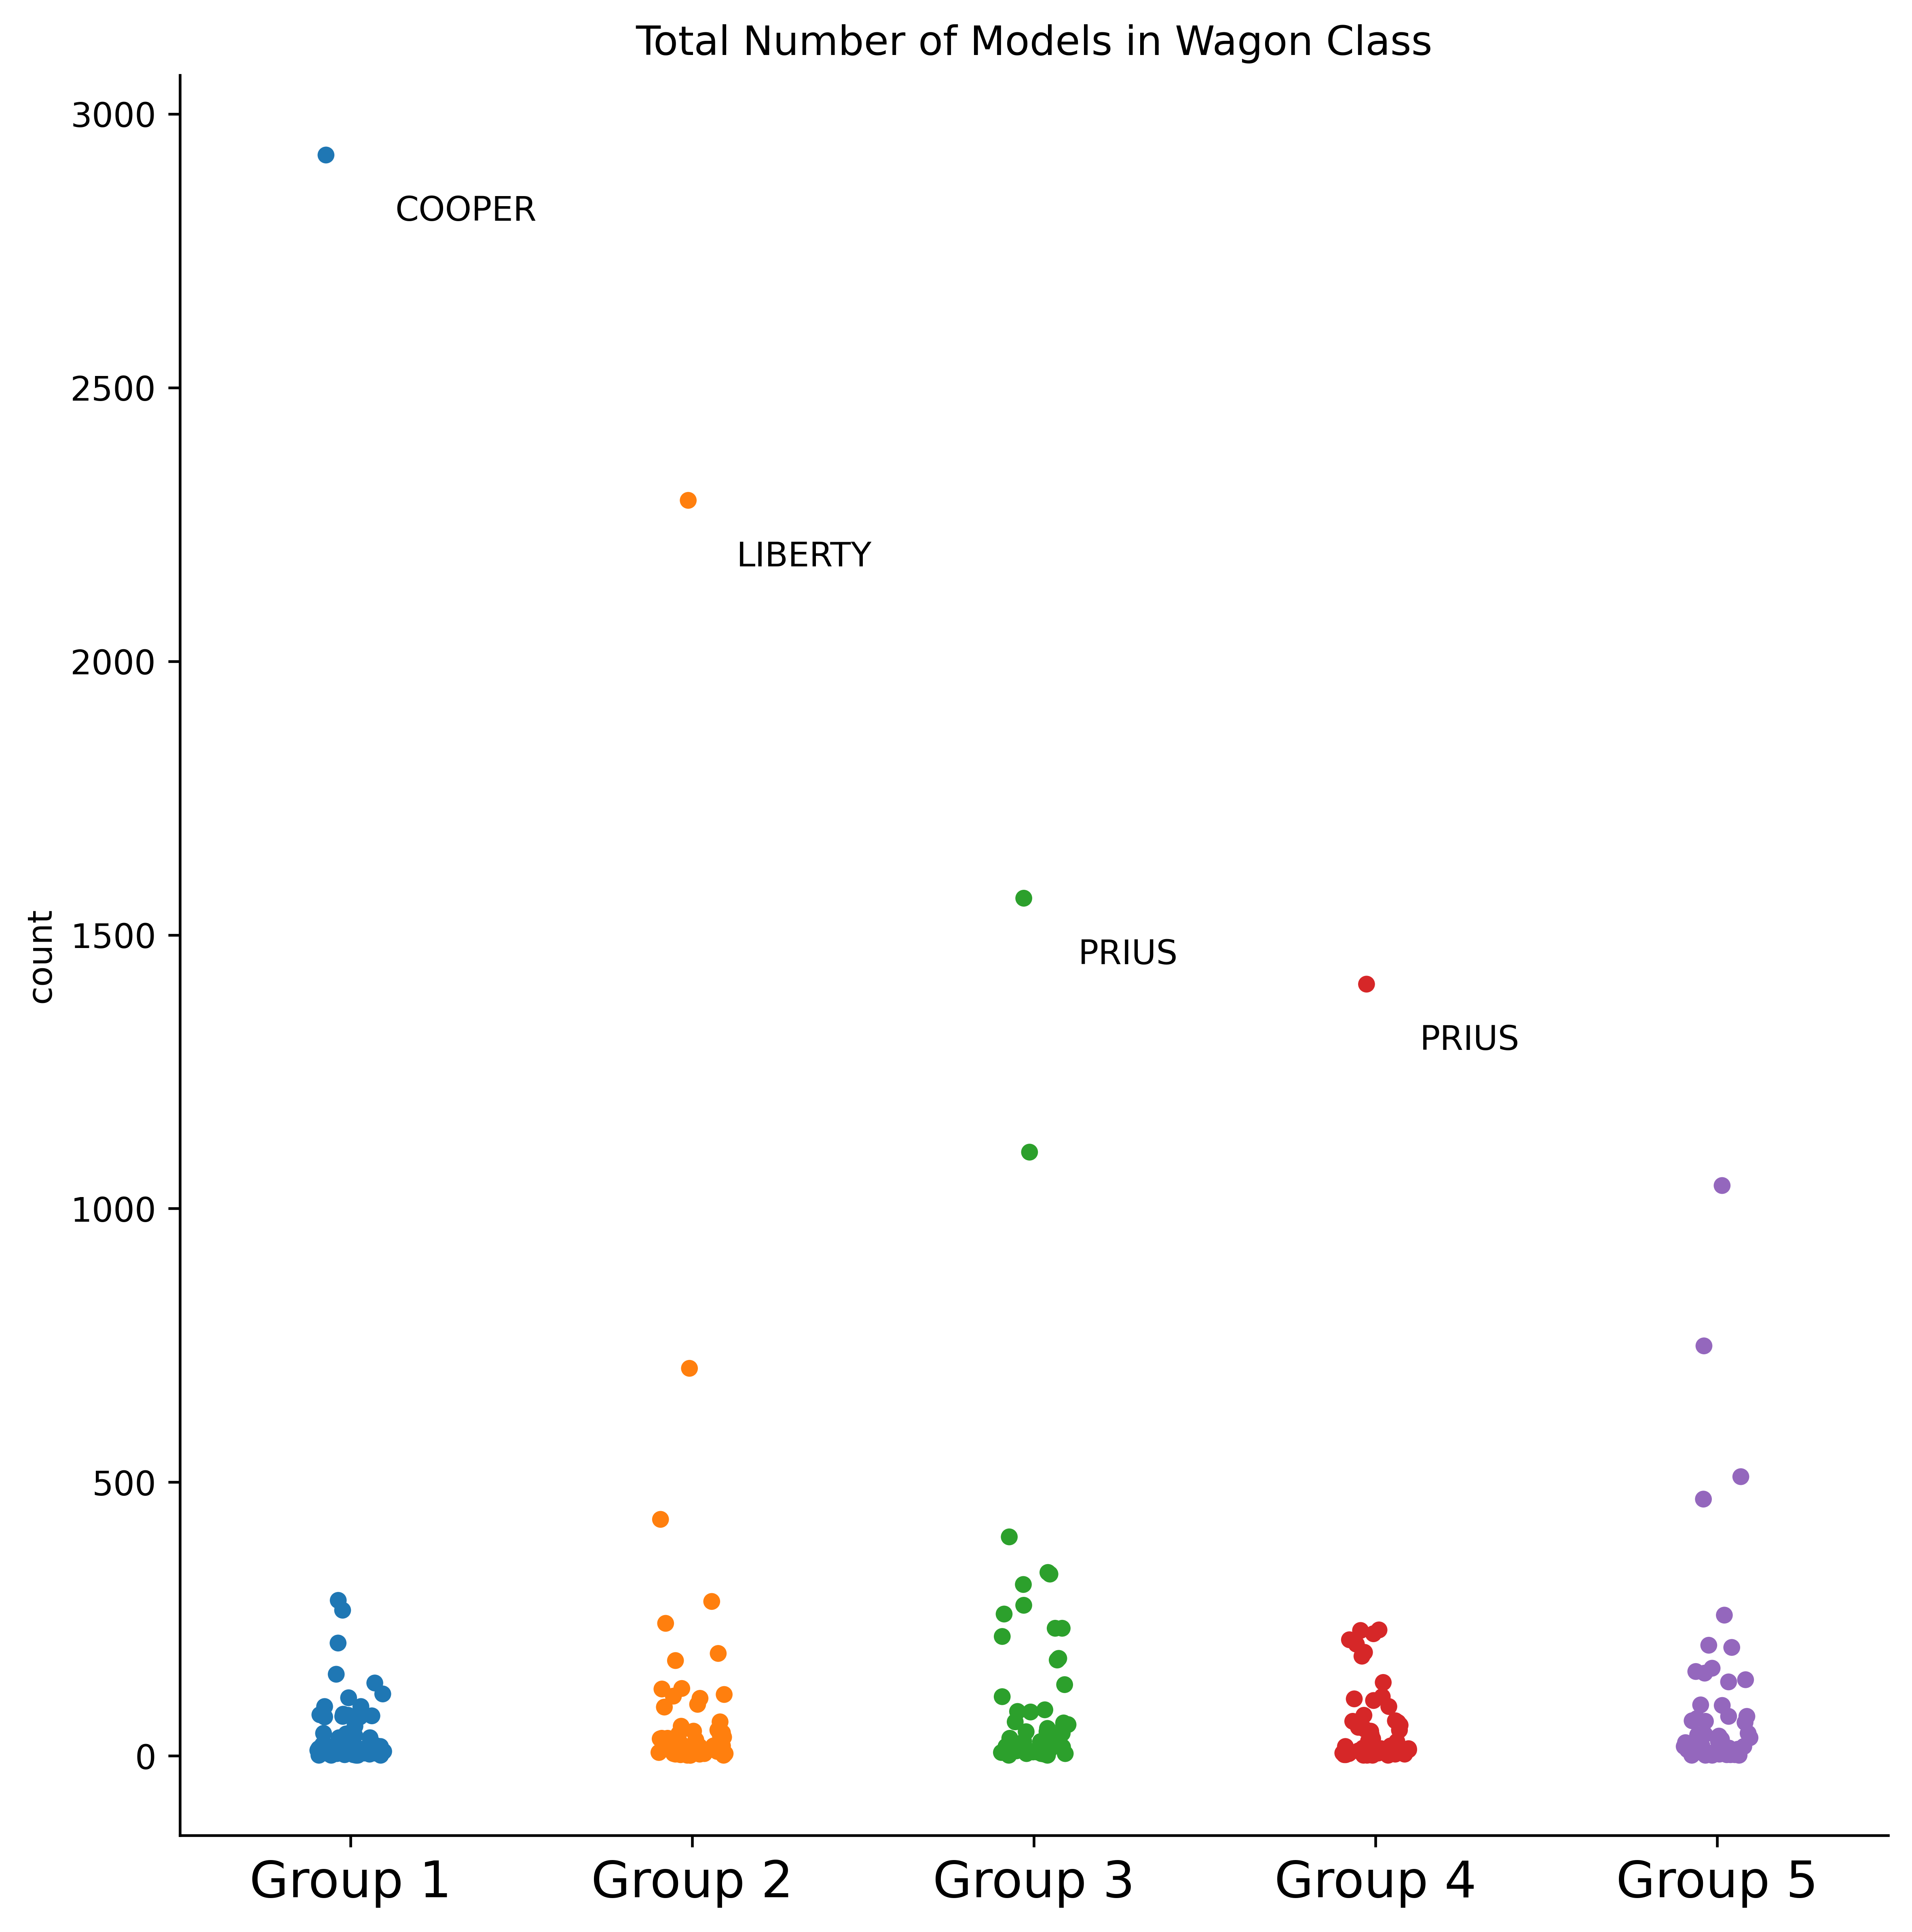 Total Number of Models in Wagon Class
3000
COOPER
2500
LIBERTY
2000
1500
PRIUS
PRIUS
count
1000
500
0
Group 1
Group 2
Group 3
Group 4
Group 5